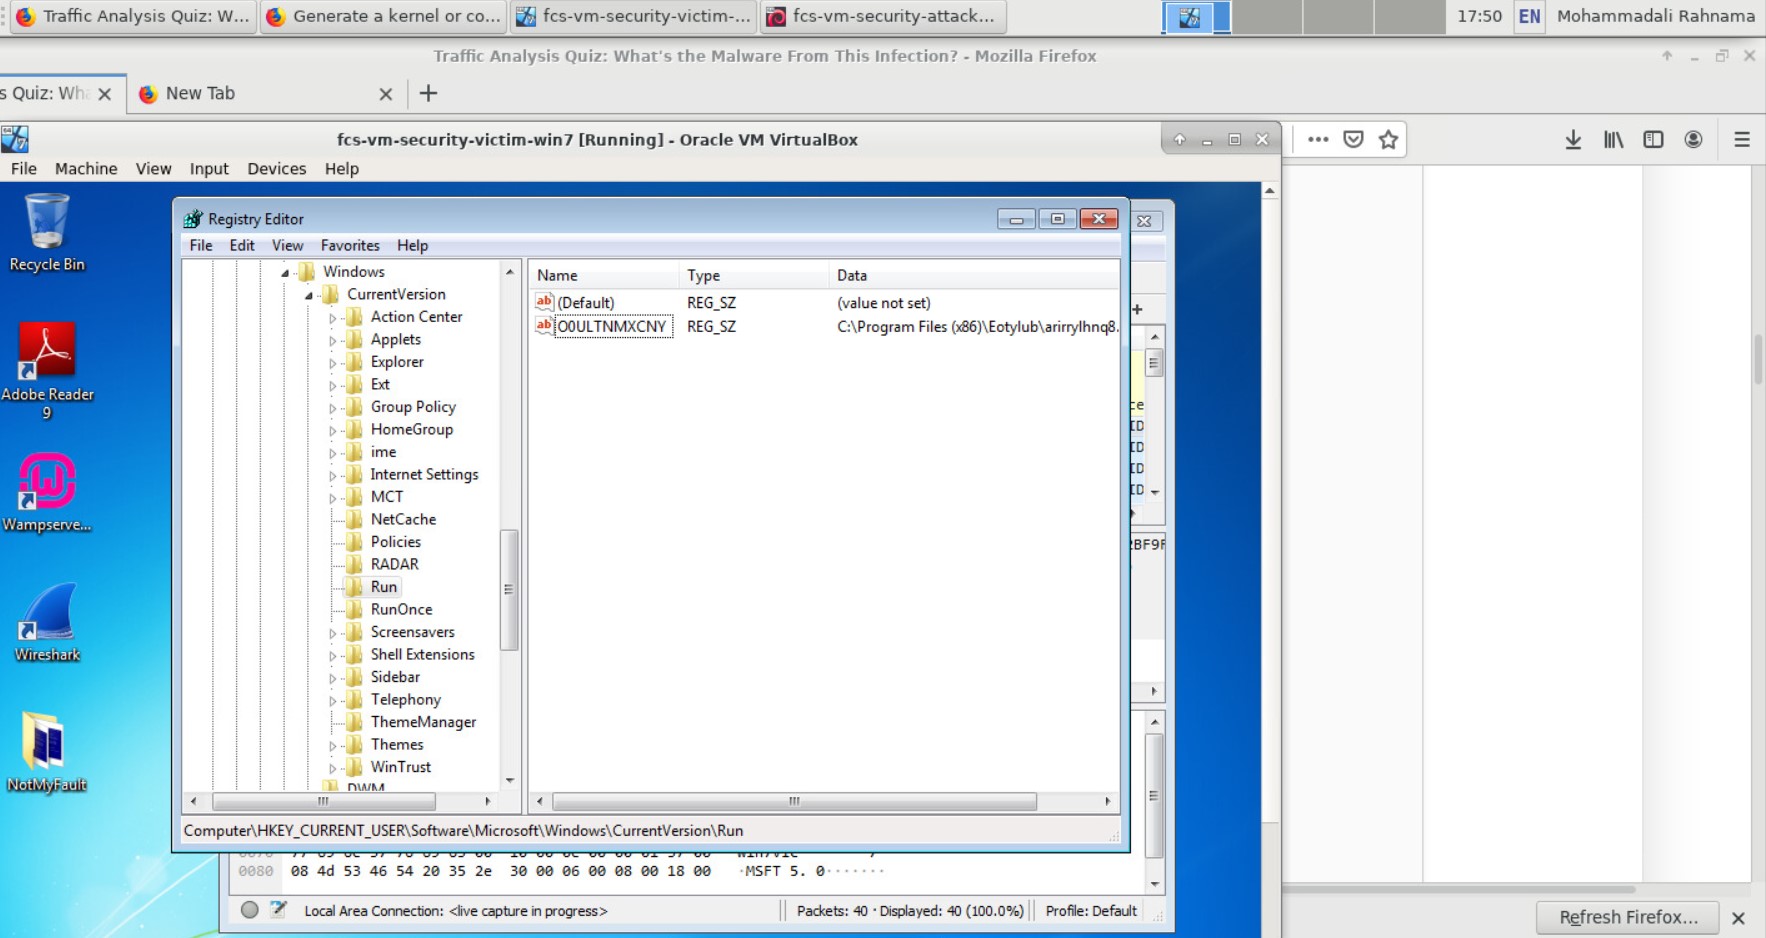 Traffic Analysis Quiz: W... Generate a kernel or co... fcs-vm-security-victim-... fcs-vm-security-attack... 17:50 EN Mohammadali Rahnama
Traffic Analysis Quiz: What's the Malware From This Infection? - Mozilla Firefox
s Quiz: Wh New Tab
fcs-vm-security-victim-win7 [Running] - Oracle VM VirtualBox
File Machine View Input Devices Help
Recycle Bin
Adobe Reader
9
Wampserve...
Wireshark
NotMyFault
Registry Editor
File Edit View Favorites Help
Windows
CurrentVersion
Action Center
Applets
Explorer
Ext
Group Policy
HomeGroup
ime
Internet Settings
MCT
NetCache
Policies
RADAR
Run
RunOnce
Screensavers
Shell Extensions
Sidebar
Telephony
ThemeManager
Themes
WinTrust
DWM
Name Type Data
(Default) REG_SZ (value not set)
O0ULTNMXCNY REG_SZ C:\Program Files (x86)\Eotylub\arirrylhnq8.
Computer\HKEY_CURRENT_USER\Software\Microsoft\Windows\CurrentVersion\Run
ID
ID
ID
ID
0080 08 4d 53 46 54 20 35 2e 30 00 06 00 08 00 18 00 ·MSFT 5. 0·······
Local Area Connection: <live capture in progress> Packets: 40 · Displayed: 40 (100.0%) Profile: Default
Refresh Firefox...